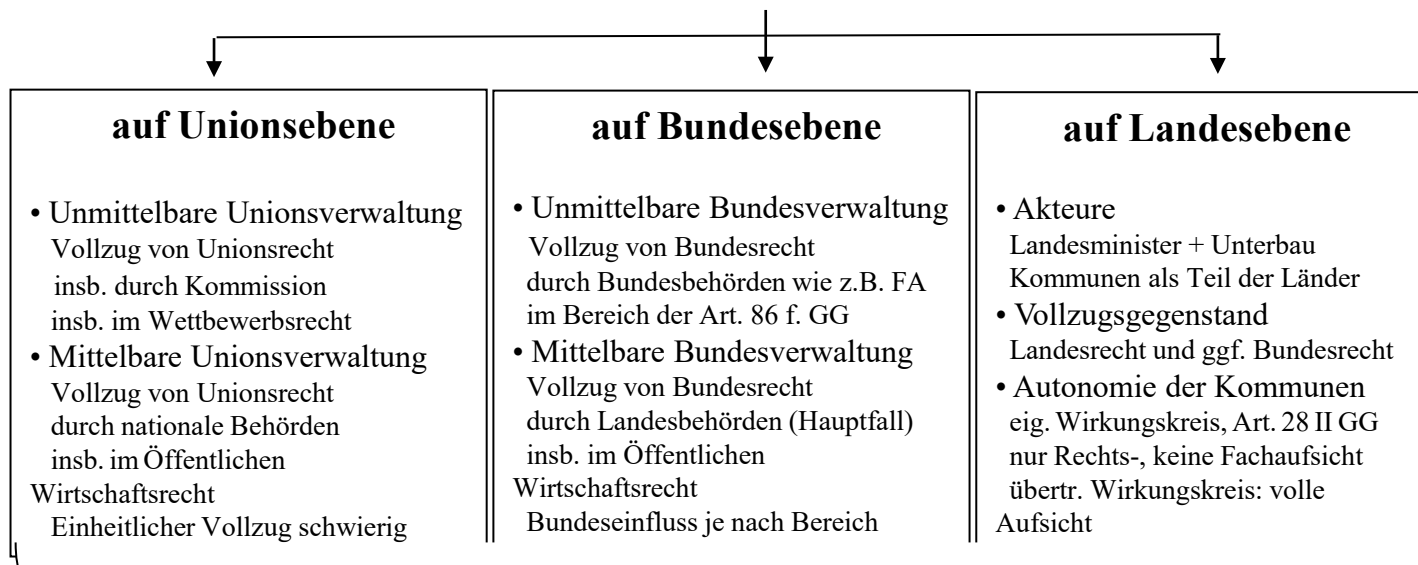 auf Unionsebene
• Unmittelbare Unionsverwaltung
Vollzug von Unionsrecht
insb. durch Kommission
insb. im Wettbewerbsrecht
• Mittelbare Unionsverwaltung
Vollzug von Unionsrecht
durch nationale Behörden
insb. im Öffentlichen
Wirtschaftsrecht
Einheitlicher Vollzug schwierig
auf Bundesebene
• Unmittelbare Bundesverwaltung
Vollzug von Bundesrecht
durch Bundesbehörden wie z.B. FA
im Bereich der Art. 86 f. GG
• Mittelbare Bundesverwaltung
Vollzug von Bundesrecht
durch Landesbehörden (Hauptfall)
insb. im Öffentlichen
Wirtschaftsrecht
Bundeseinfluss je nach Bereich
auf Landesebene
• Akteure
Landesminister + Unterbau
Kommunen als Teil der Länder
• Vollzugsgegenstand
Landesrecht und ggf. Bundesrecht
• Autonomie der Kommunen
eig. Wirkungskreis, Art. 28 II GG
nur Rechts-, keine Fachaufsicht
übertr. Wirkungskreis: volle
Aufsicht